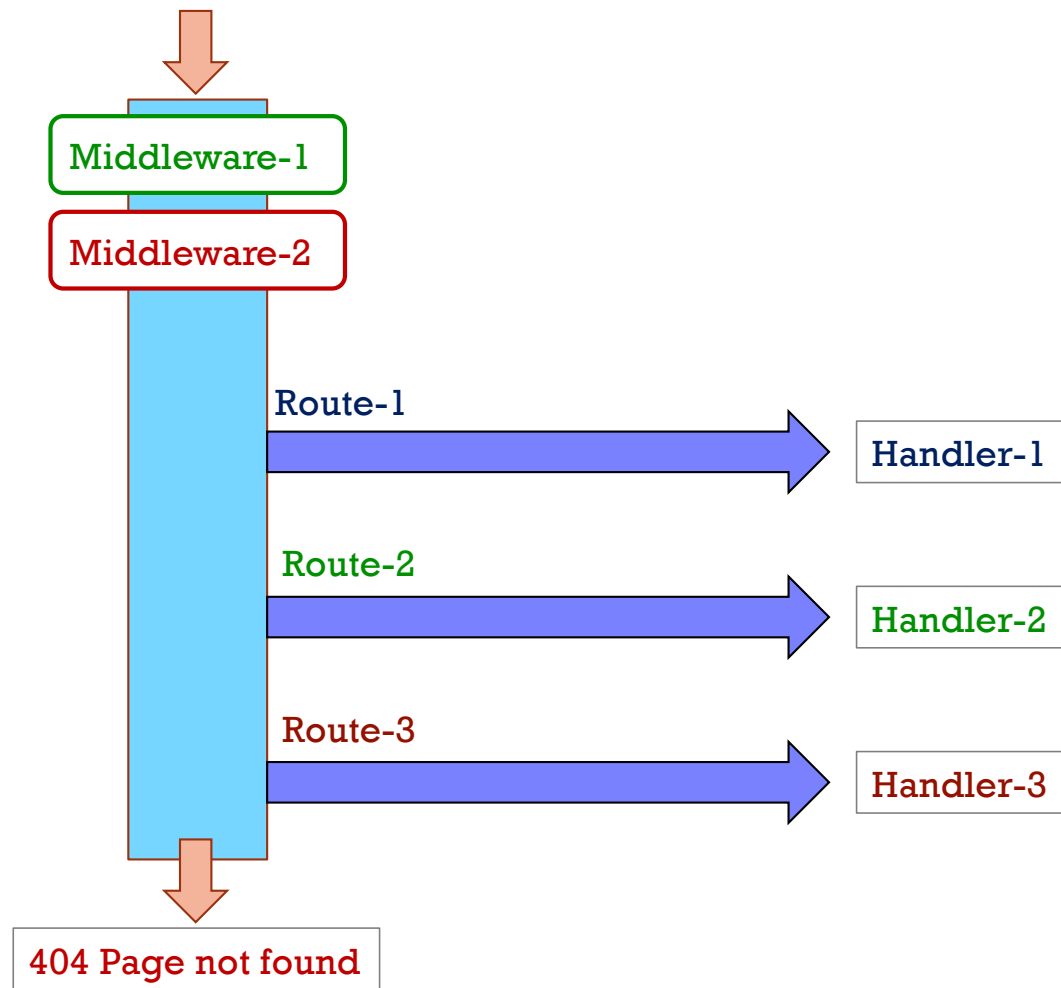 Middleware-1
Middleware-2
Route-1
Handler-1
Route-2
Handler-2
Route-3
Handler-3
404 Page not found